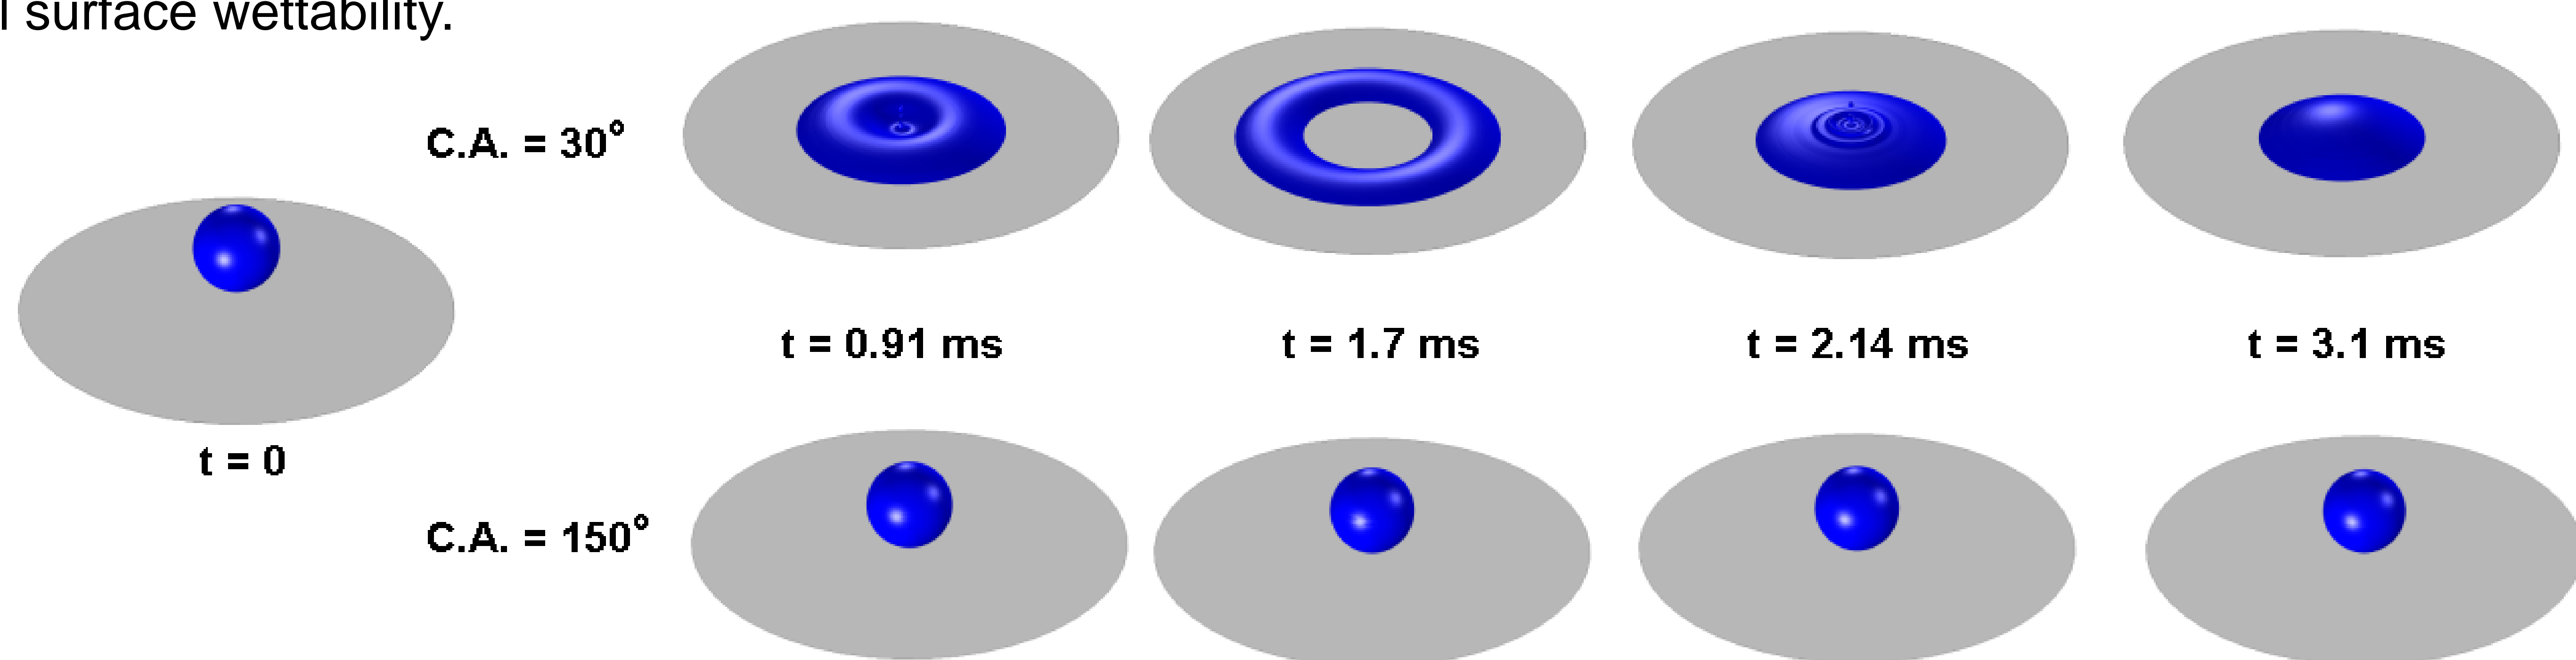 l surface wettability.
C.A. = 30°
t = 0.91 ms
t = 1.7 ms
t = 2.14 ms
t = 3.1 ms
t = 0
C.A. = 150°